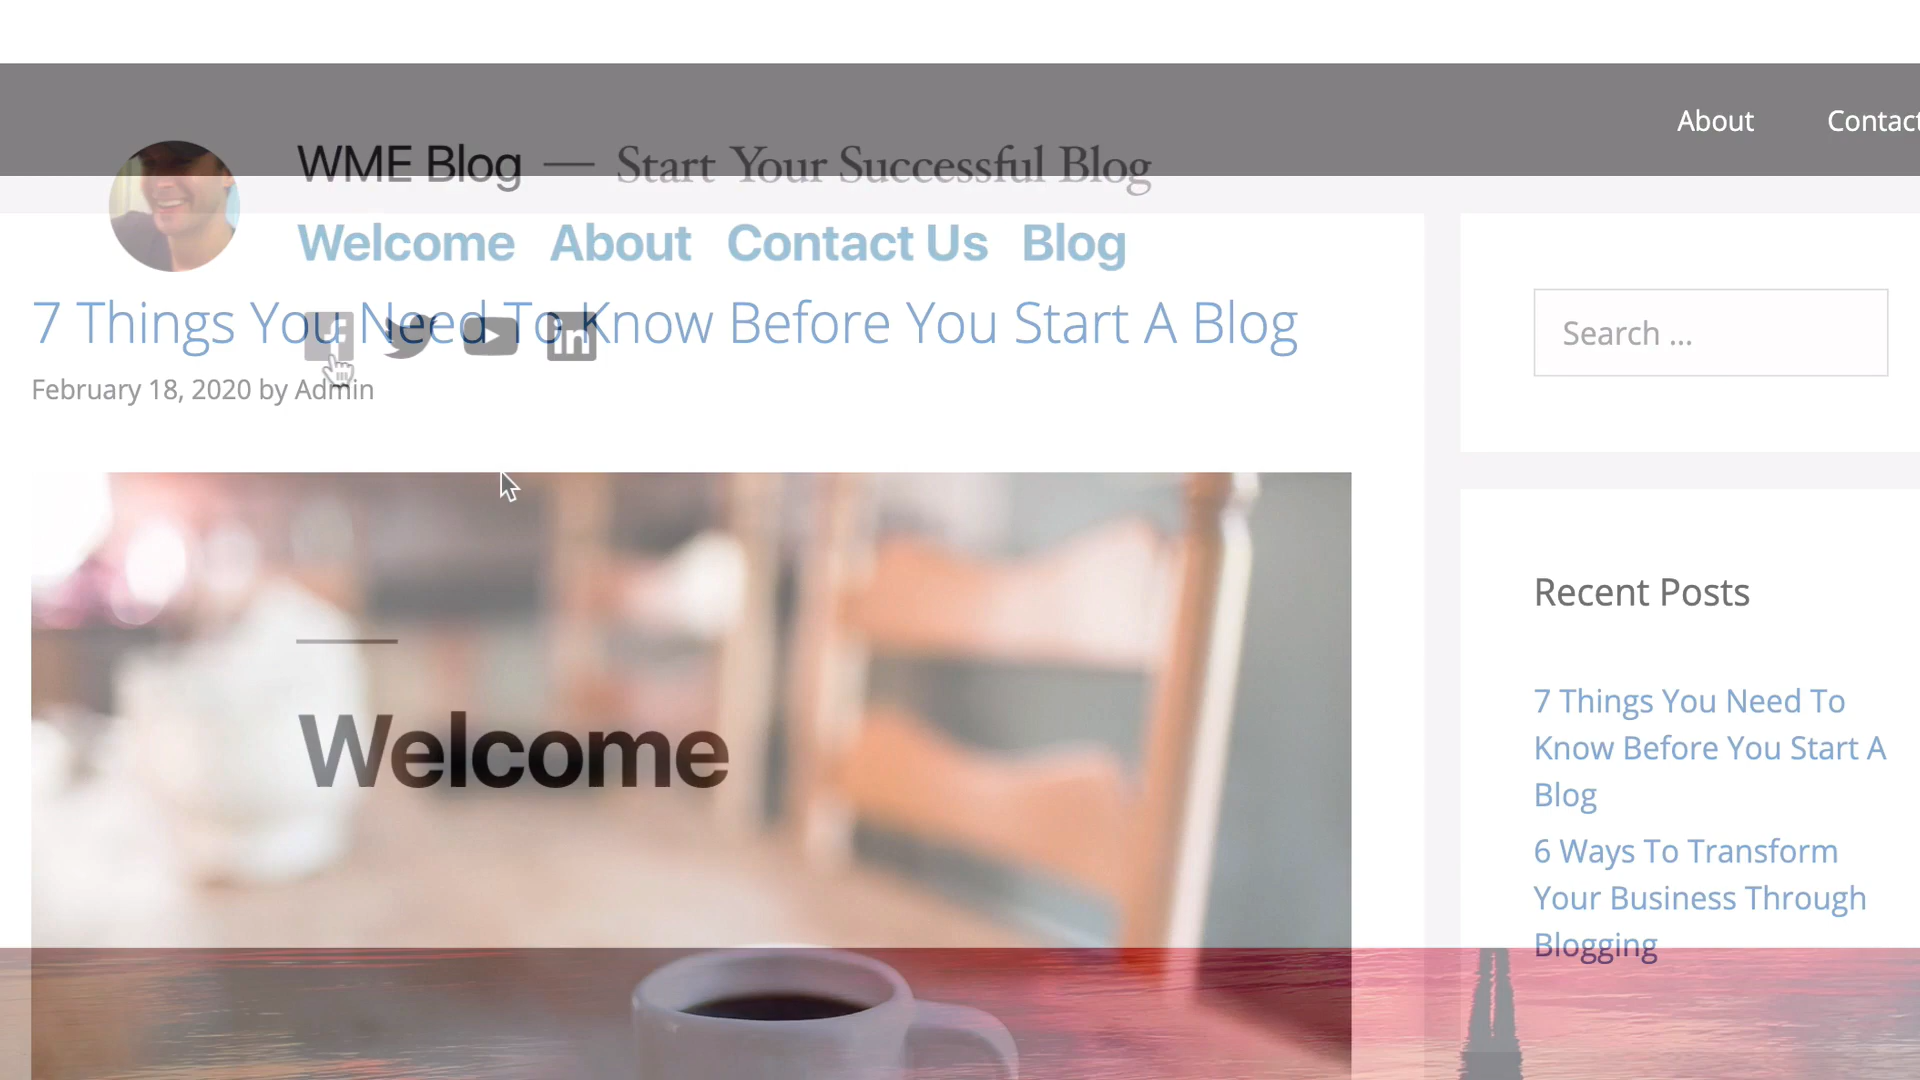 About Contact
WME Blog — Start Your Successful Blog
Welcome About Contact Us Blog
7 Things You Need To Know Before You Start A Blog
February 18, 2020 by Admin
Search ...
Welcome
Recent Posts
7 Things You Need To
Know Before You Start A
Blog
6 Ways To Transform
Your Business Through
Blogging